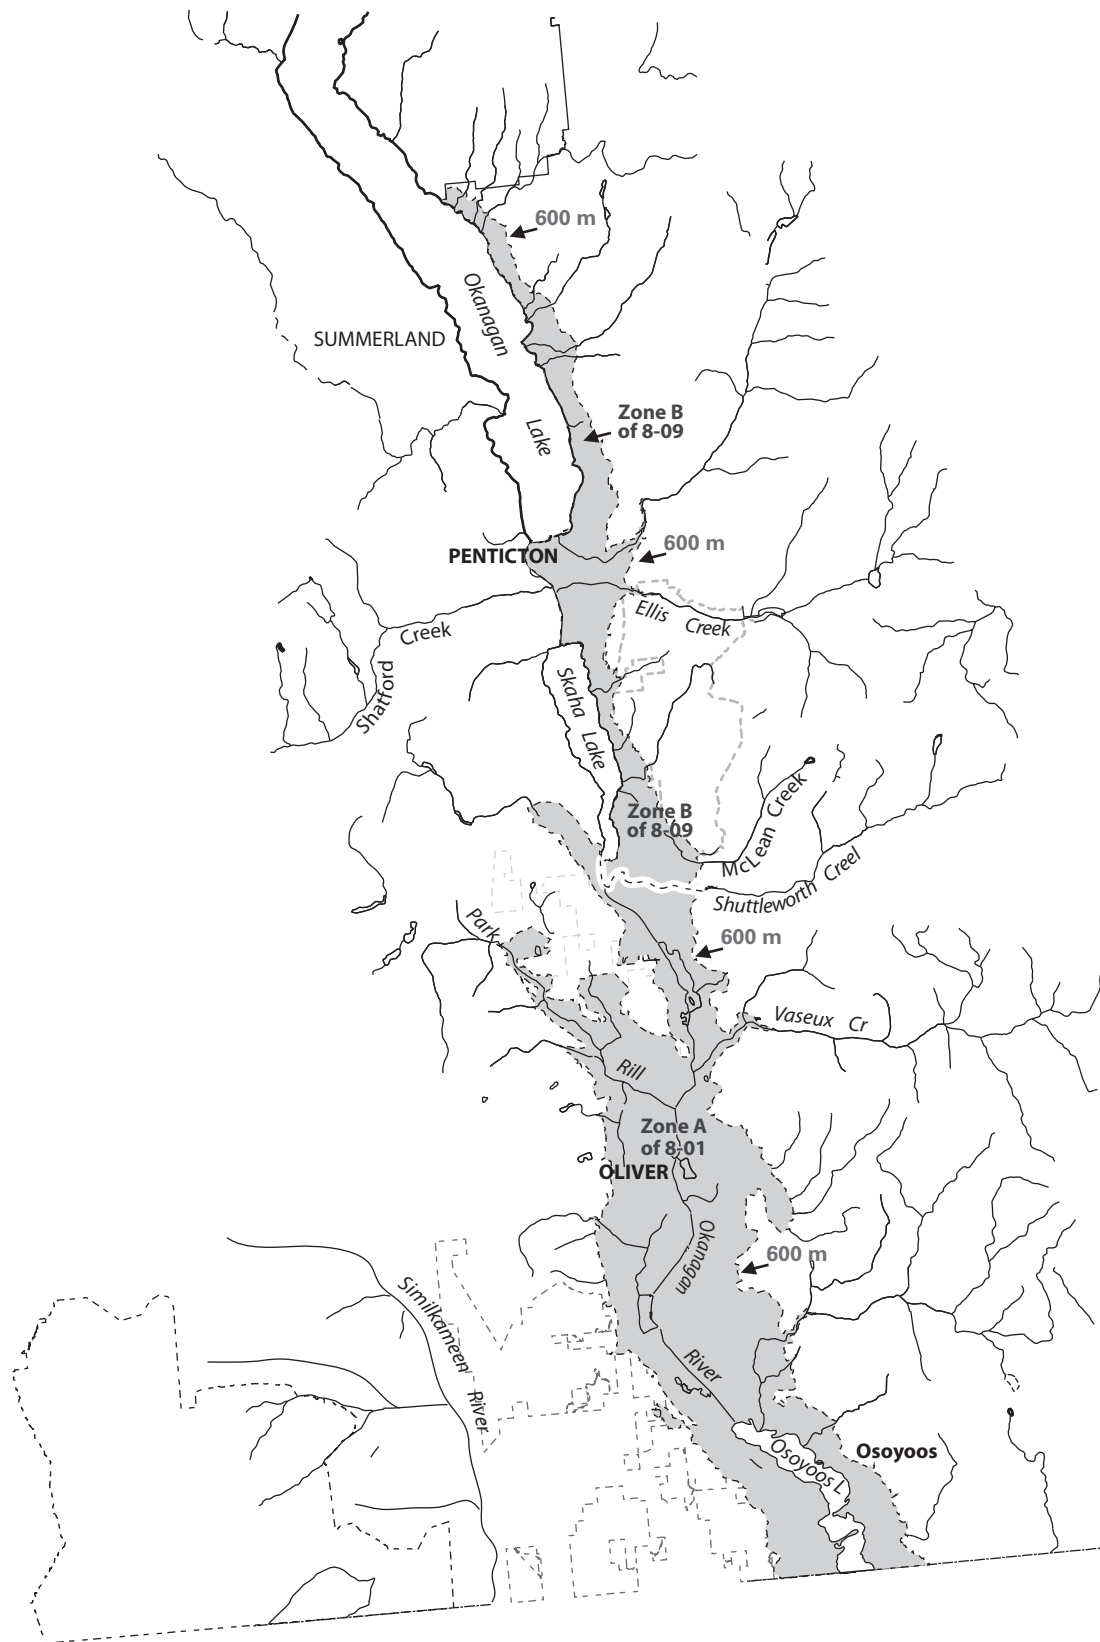 600 m
Okanagan
SUMMERLAND
Lake
Zone B
of 8-09
600 m
PENTICTON
Ellis Creek
Creek
Shatford
Skaha Lake
Zone B
of 8-09
McLean Creek
Shuttleworth Creel
Park
600 m
Vaseux Cr
Rill
Zone A
of 8-01
OLIVER
Okanagan
600 m
Similkameen River
River
Osoyoos
Osoyoos L